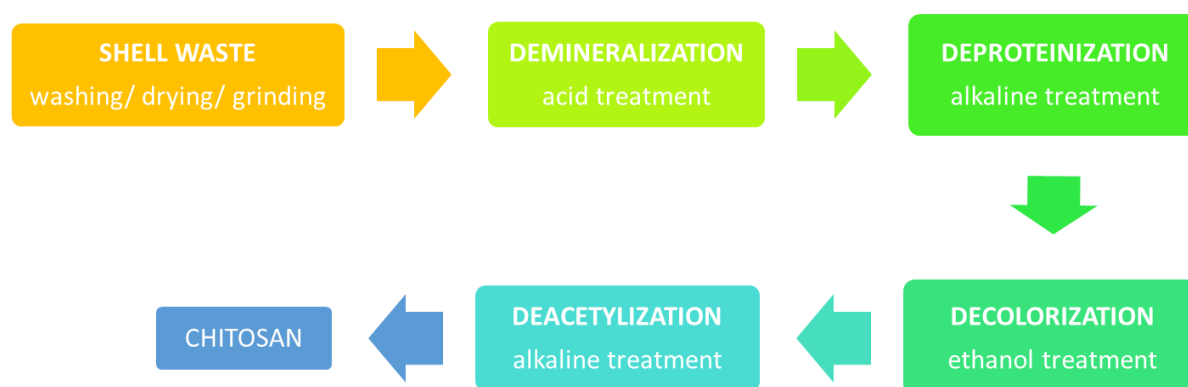 SHELL WASTE
washing/ drying/ grinding
DEMINERALIZATION
acid treatment
DEPROTEINIZATION
alkaline treatment
DECOLORIZATION
ethanol treatment
DEACETYLIZATION
alkaline treatment
CHITOSAN